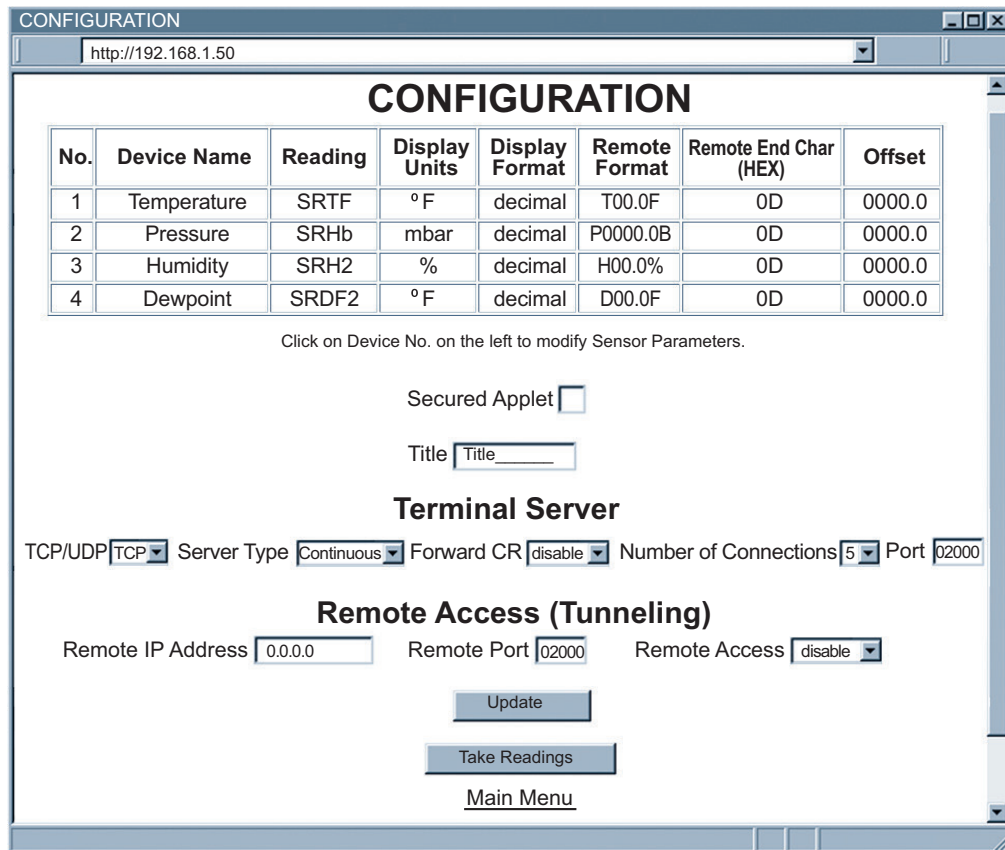 CONFIGURATION
http://192.168.1.50
CONFIGURATION
No. Device Name Reading Display Units Display Format Remote Format Remote End Char (HEX) Offset
1 Temperature SRTF º F decimal T00.0F 0D 0000.0
2 Pressure SRHb mbar decimal P0000.0B 0D 0000.0
3 Humidity SRH2 % decimal H00.0% 0D 0000.0
4 Dewpoint SRDF2 º F decimal D00.0F 0D 0000.0
Click on Device No. on the left to modify Sensor Parameters.
Secured Applet
Title Title______
Terminal Server
TCP/UDP TCP Server Type Continuous Forward CR disable Number of Connections 5 Port 02000
Remote Access (Tunneling)
Remote IP Address 0.0.0.0 Remote Port 02000 Remote Access disable
Update
Take Readings
Main Menu